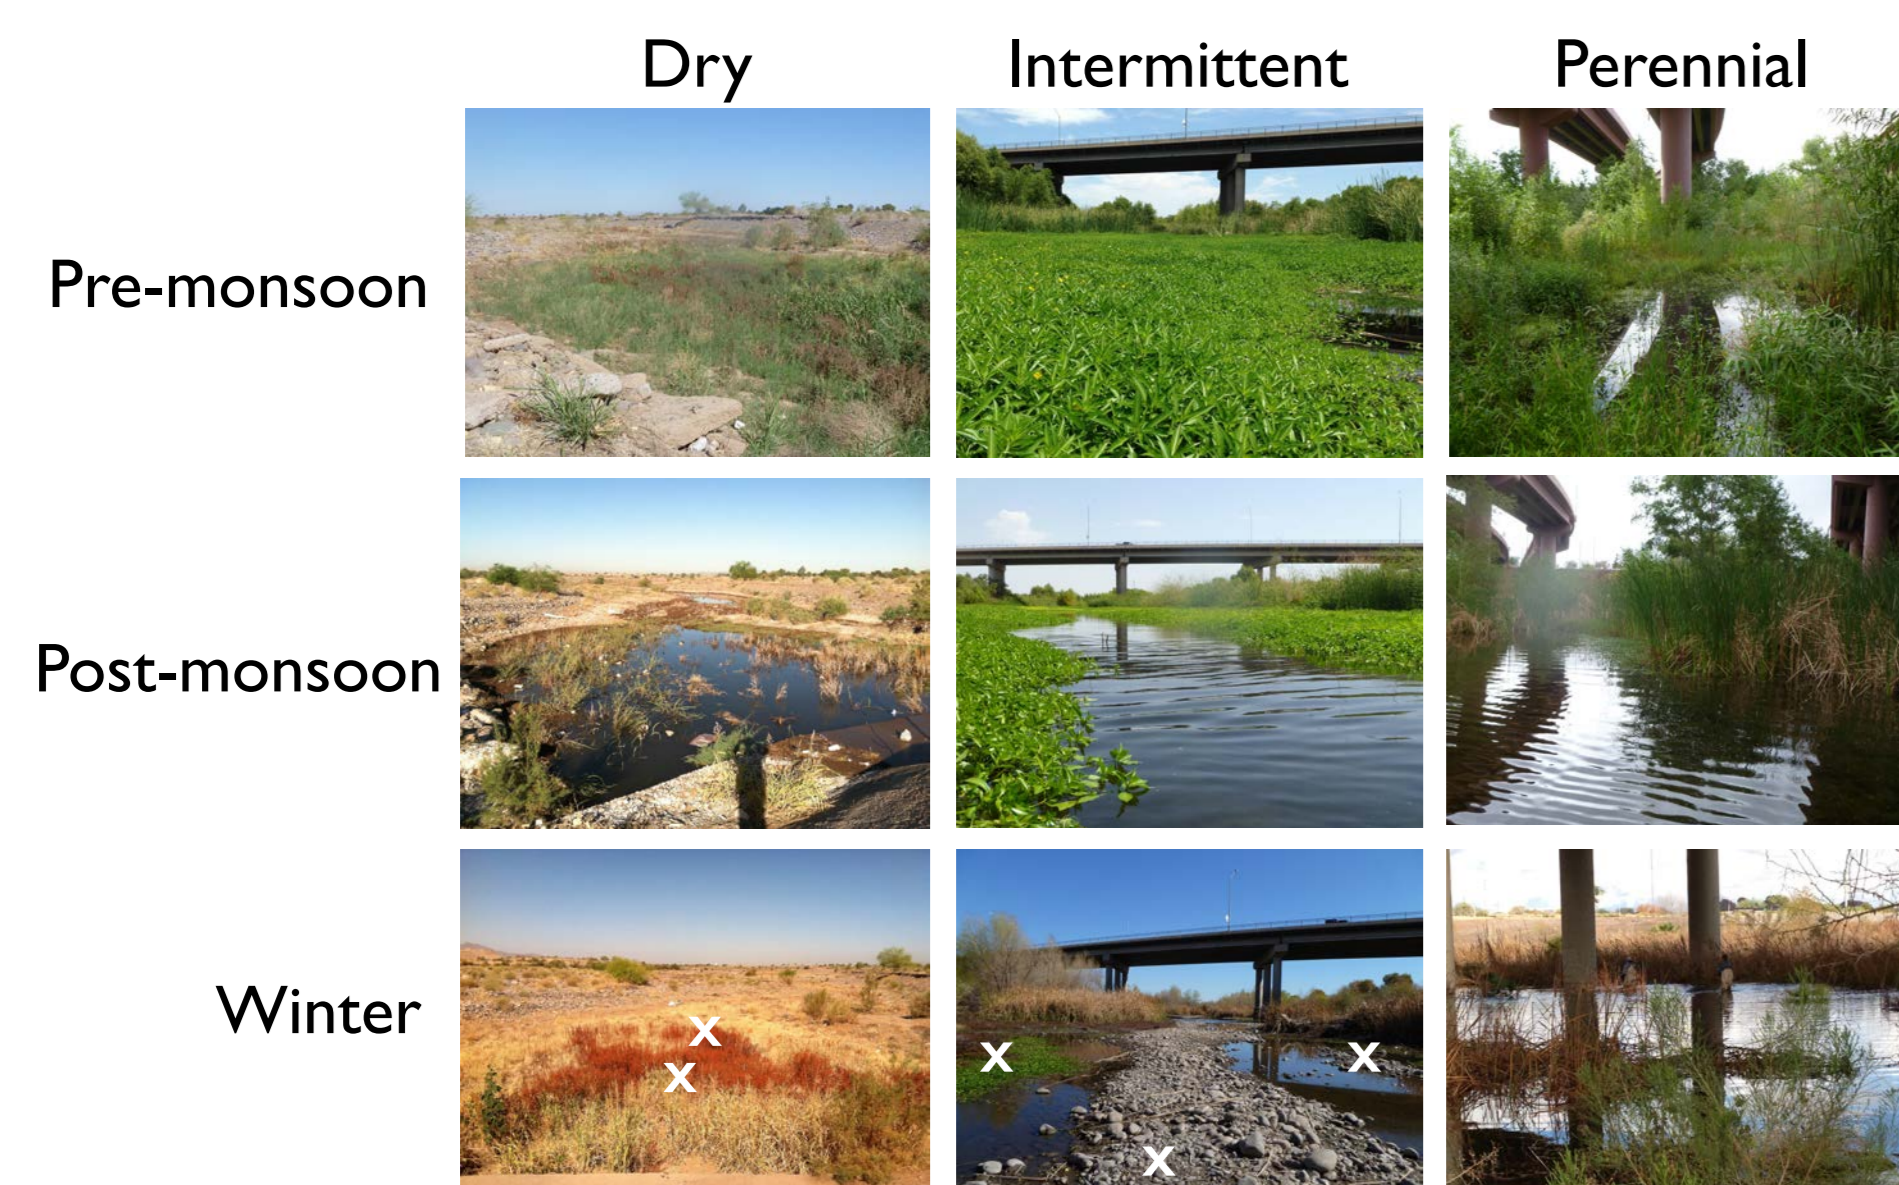 Dry Intermittent Perennial
Pre-monsoon
Post-monsoon
Winter
X
X
X
X
X